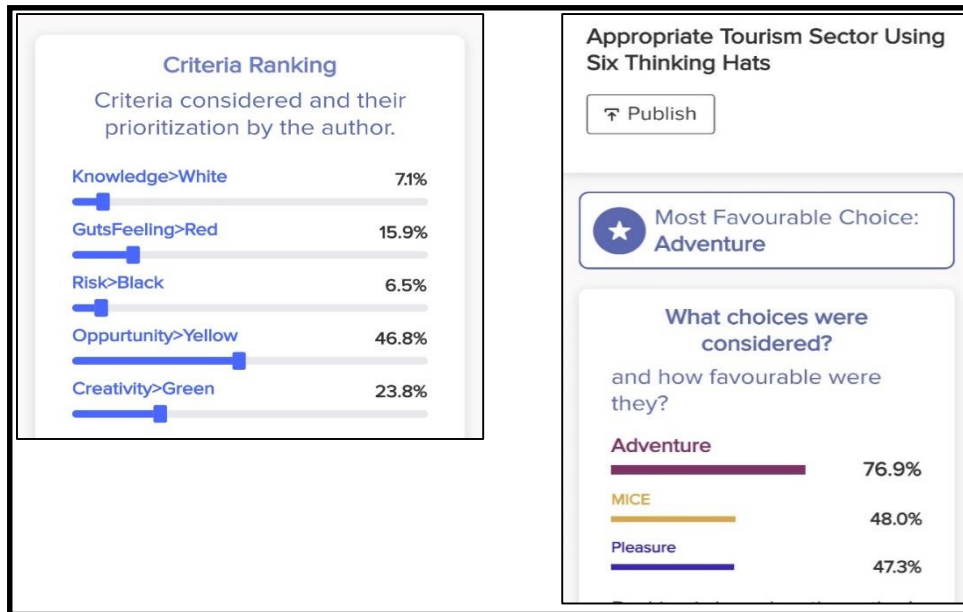 Criteria Ranking
Criteria considered and their
prioritization by the author.
Knowledge>White 7.1%
GutsFeeling>Red 15.9%
Risk>Black 6.5%
Oppurtunity>Yellow 46.8%
Creativity>Green 23.8%
Appropriate Tourism Sector Using
Six Thinking Hats
Publish
Most Favourable Choice:
Adventure
What choices were
considered?
and how favourable were
they?
Adventure
76.9%
MICE
48.0%
Pleasure
47.3%